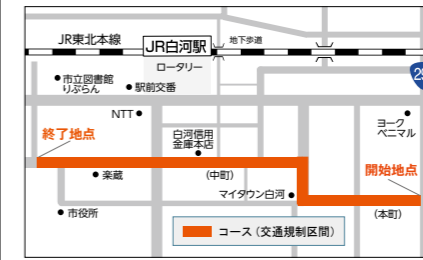 JR東北本線
JR白河駅
地下歩道
ロータリー
市立図書館
りぶらん
駅前交番
NTT
ヨーク
ベニマル
終了地点
白河信用
金庫本店
開始地点
楽蔵
(中町)
マイタウン白河
市役所
(本町)
コース(交通規制区間)